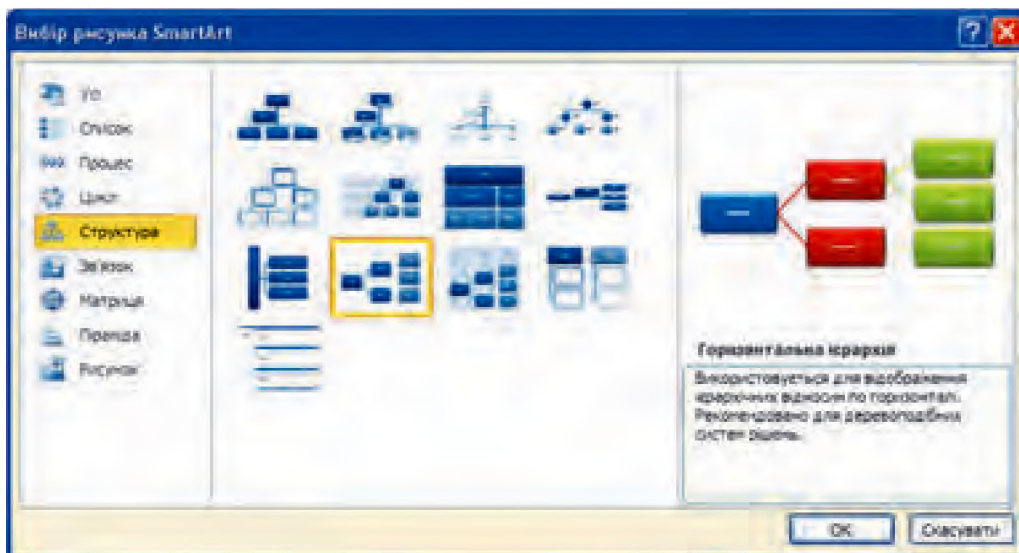 Вибір рисунка SmartArt
Усі
Список
Процес
Цикл
Структура
Зв'язок
Матриця
Піраміда
Рисунок
Горизонтальна ієрархія
Використовується для відображення
ієрархічних відносин по горизонталі.
Рекомендовано для деревоподібних
систем рішень.
ОК
Скасувати